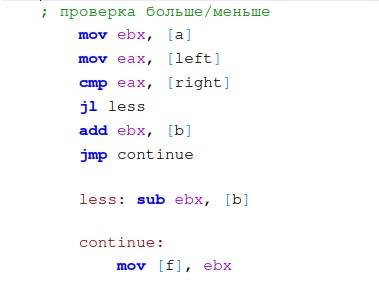 ; проверка больше/меньше
mov ebx, [a]
mov eax, [left]
cmp eax, [right]
jl less
add ebx, [b]
jmp continue
less: sub ebx, [b]
continue:
mov [f], ebx